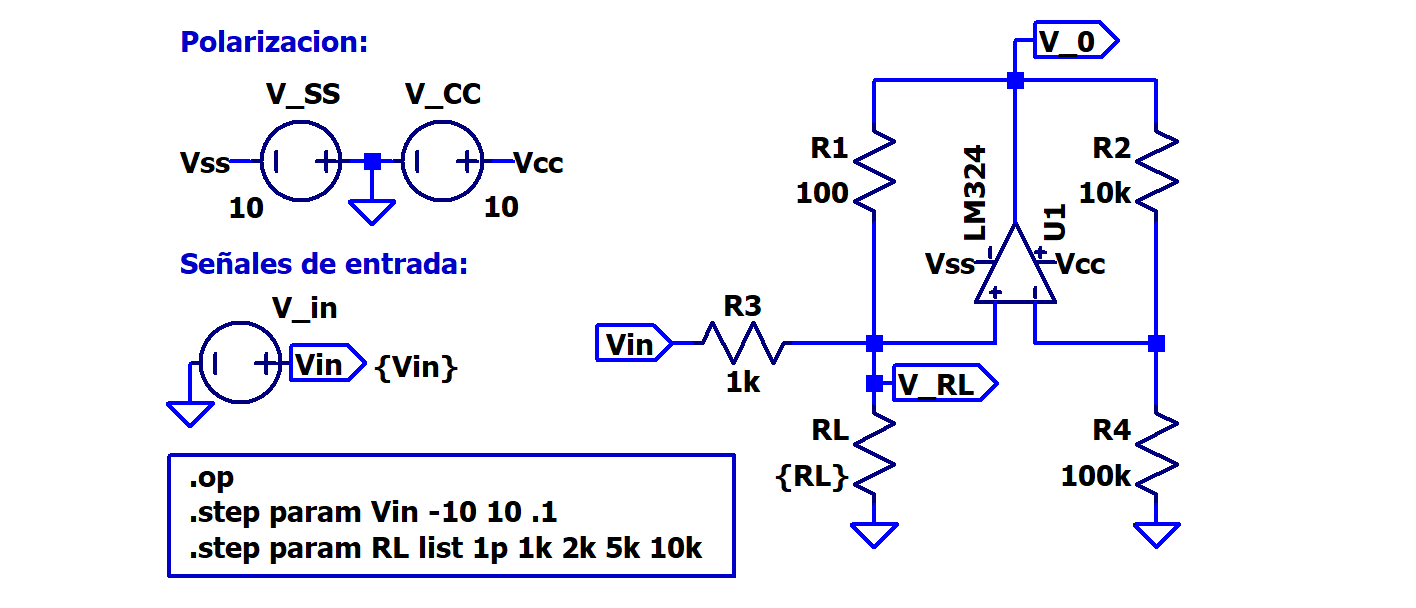 Polarizacion:
V_SS
V_CC
Vss
Vcc
10
10
Señales de entrada:
V_in
Vin
{Vin}
.op
.step param Vin -10 10 .1
.step param RL list 1p 1k 2k 5k 10k
V_0
R1
100
R2
10k
LM324
U1
Vss
Vcc
R3
Vin
1k
V_RL
RL
{RL}
R4
100k